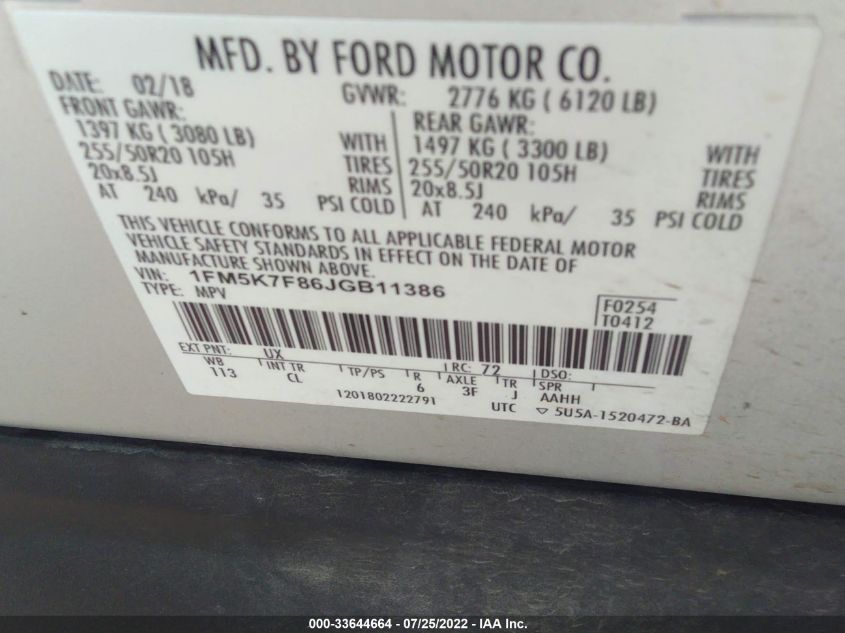 MFD. BY FORD MOTOR CO.
DATE: 02/18 GVWR: 2776 KG ( 6120 LB)
FRONT GAWR: REAR GAWR:
1397 KG ( 3080 LB) WITH 1497 KG ( 3300 LB) WITH
255/50R20 105H TIRES 255/50R20 105H TIRES
20x8.5J RIMS 20x8.5J RIMS
AT 240 kPa/ 35 PSI COLD AT 240 kPa/ 35 PSI COLD
THIS VEHICLE CONFORMS TO ALL APPLICABLE FEDERAL MOTOR
VEHICLE SAFETY STANDARDS IN EFFECT ON THE DATE OF
MANUFACTURE SHOWN ABOVE.
VIN: 1FM5K7F86JGB11386
TYPE: MPV
F0254
T0412
EXT PNT: UX RC: 72 DSO:
WB INT TR TP/PS R AXLE TR SPR
113 CL 6 3F J AAHH
1201802222791 UTC ▽ 5U5A-1520472-BA
000-33644664 / 07/25/2022 - IAA Inc.